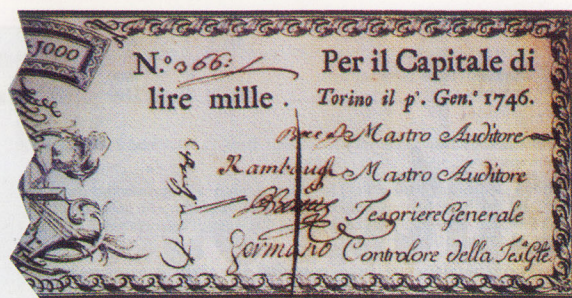 1000
N.º 366:
Per il Capitale di
lire mille .
Torino il p.º Gen.º 1746.
Mastro Auditore
Mastro Auditore
Tesoriere Generale
Controlore della Tes.ª Gle